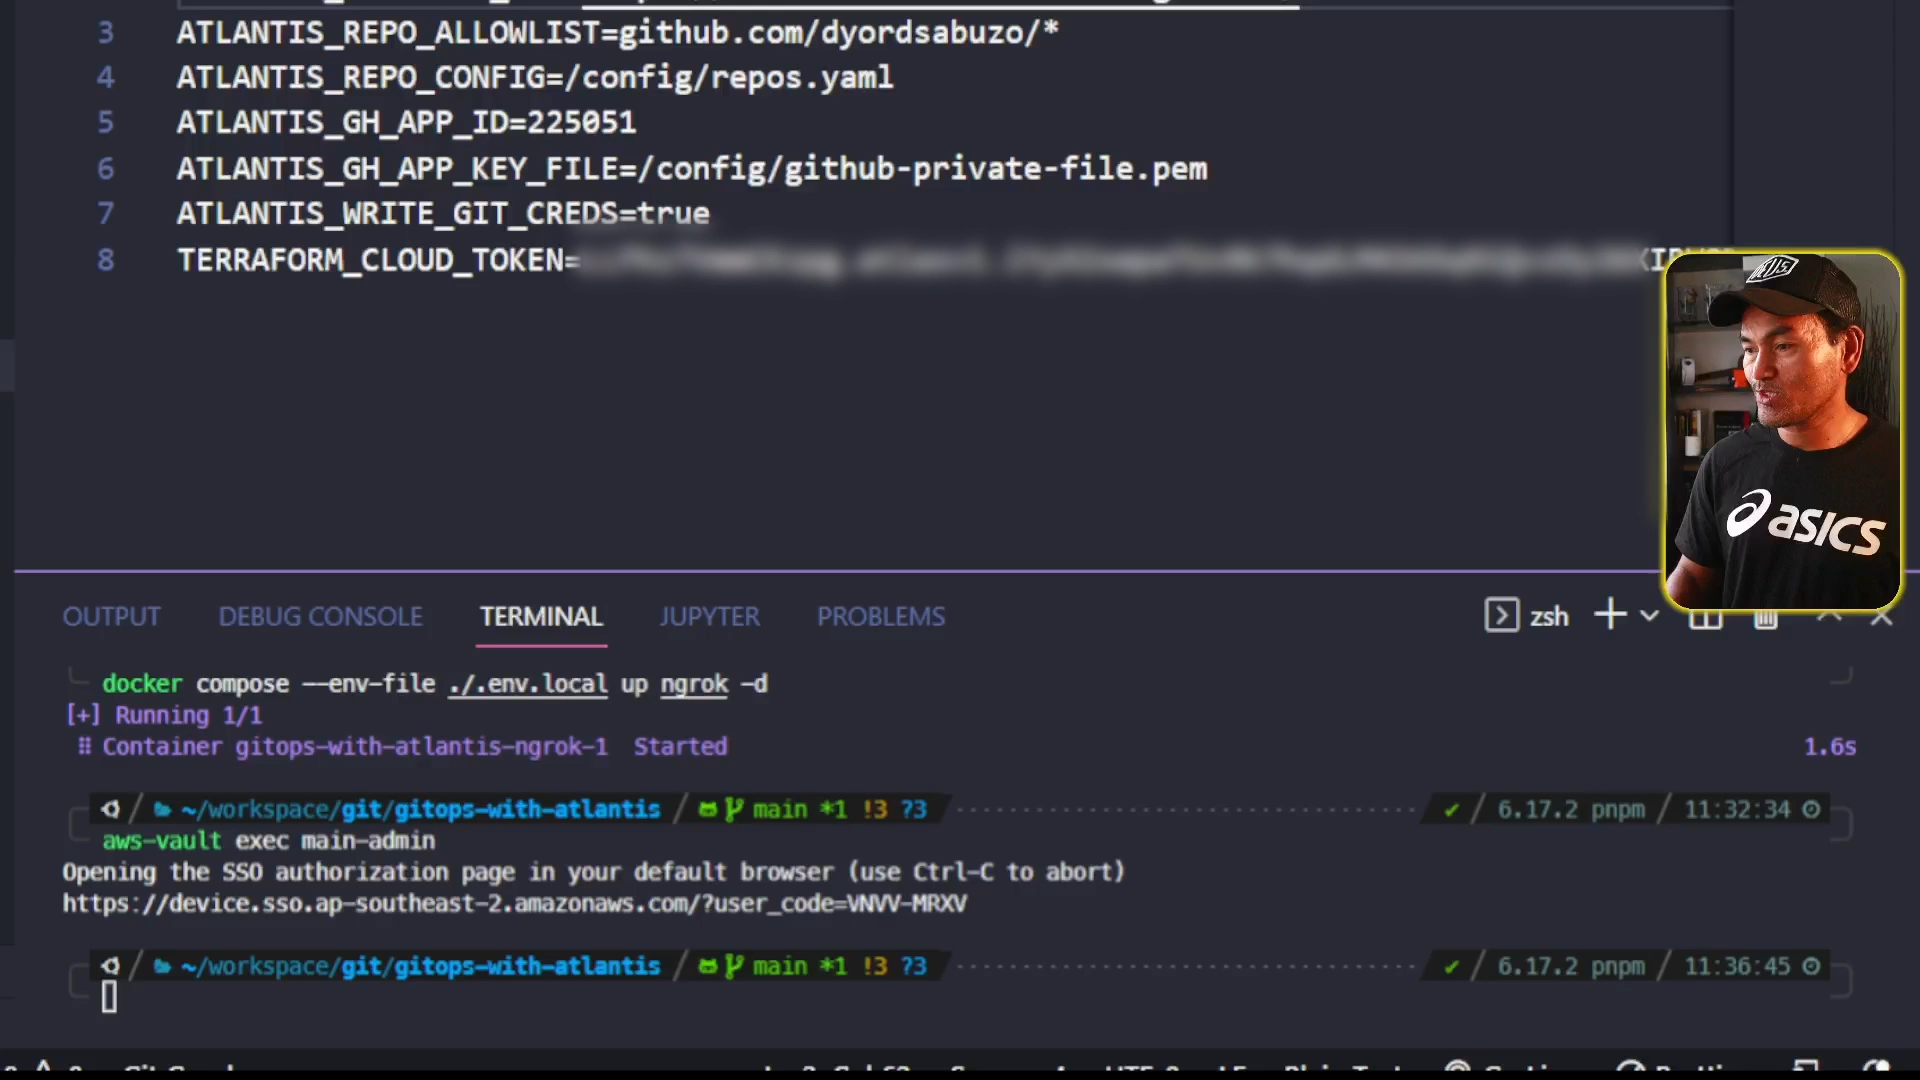 3 ATLANTIS_REPO_ALLOWLIST=github.com/dyordsabuzo/*
4 ATLANTIS_REPO_CONFIG=/config/repos.yaml
5 ATLANTIS_GH_APP_ID=225051
6 ATLANTIS_GH_APP_KEY_FILE=/config/github-private-file.pem
7 ATLANTIS_WRITE_GIT_CREDS=true
8 TERRAFORM_CLOUD_TOKEN=
DEUS
asics
OUTPUT DEBUG CONSOLE TERMINAL JUPYTER PROBLEMS zsh
docker compose --env-file ./.env.local up ngrok -d
[+] Running 1/1
⠿ Container gitops-with-atlantis-ngrok-1 Started 1.6s
~/workspace/git/gitops-with-atlantis main *1 !3 ?3 ✔ 6.17.2 pnpm 11:32:34
aws-vault exec main-admin
Opening the SSO authorization page in your default browser (use Ctrl-C to abort)
https://device.sso.ap-southeast-2.amazonaws.com/?user_code=VNVV-MRXV
~/workspace/git/gitops-with-atlantis main *1 !3 ?3 ✔ 6.17.2 pnpm 11:36:45